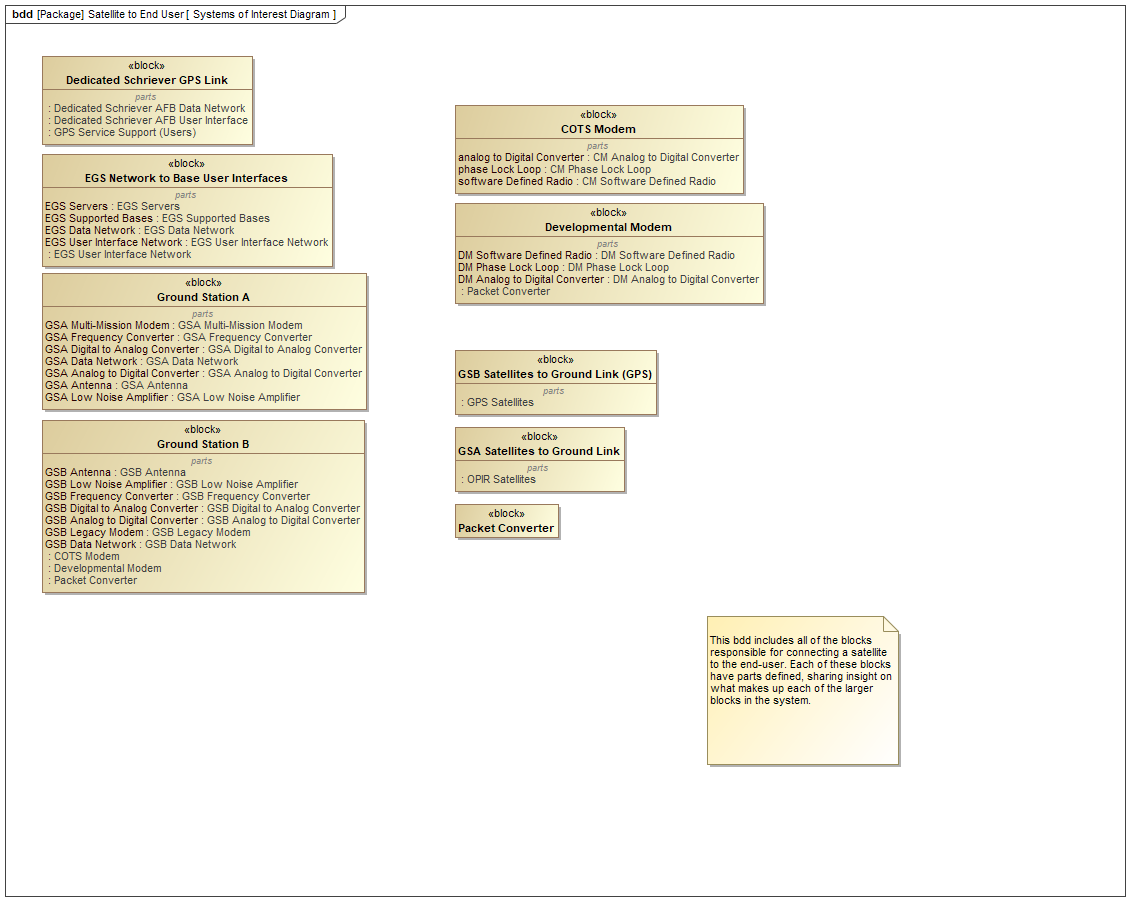 bdd [Package] Satellite to End User [ Systems of Interest Diagram ]
«block»
Dedicated Schriever GPS Link
parts
: Dedicated Schriever AFB Data Network
: Dedicated Schriever AFB User Interface
: GPS Service Support (Users)
«block»
EGS Network to Base User Interfaces
parts
EGS Servers : EGS Servers
EGS Supported Bases : EGS Supported Bases
EGS Data Network : EGS Data Network
EGS User Interface Network : EGS User Interface Network
: EGS User Interface Network
«block»
Ground Station A
parts
GSA Multi-Mission Modem : GSA Multi-Mission Modem
GSA Frequency Converter : GSA Frequency Converter
GSA Digital to Analog Converter : GSA Digital to Analog Converter
GSA Data Network : GSA Data Network
GSA Analog to Digital Converter : GSA Analog to Digital Converter
GSA Antenna : GSA Antenna
GSA Low Noise Amplifier : GSA Low Noise Amplifier
«block»
Ground Station B
parts
GSB Antenna : GSB Antenna
GSB Low Noise Amplifier : GSB Low Noise Amplifier
GSB Frequency Converter : GSB Frequency Converter
GSB Digital to Analog Converter : GSB Digital to Analog Converter
GSB Analog to Digital Converter : GSB Analog to Digital Converter
GSB Legacy Modem : GSB Legacy Modem
GSB Data Network : GSB Data Network
: COTS Modem
: Developmental Modem
: Packet Converter
«block»
COTS Modem
parts
analog to Digital Converter : CM Analog to Digital Converter
phase Lock Loop : CM Phase Lock Loop
software Defined Radio : CM Software Defined Radio
«block»
Developmental Modem
parts
DM Software Defined Radio : DM Software Defined Radio
DM Phase Lock Loop : DM Phase Lock Loop
DM Analog to Digital Converter : DM Analog to Digital Converter
: Packet Converter
«block»
GSB Satellites to Ground Link (GPS)
parts
: GPS Satellites
«block»
GSA Satellites to Ground Link
parts
: OPIR Satellites
«block»
Packet Converter
This bdd includes all of the blocks
responsible for connecting a satellite
to the end-user. Each of these blocks
have parts defined, sharing insight on
what makes up each of the larger
blocks in the system.